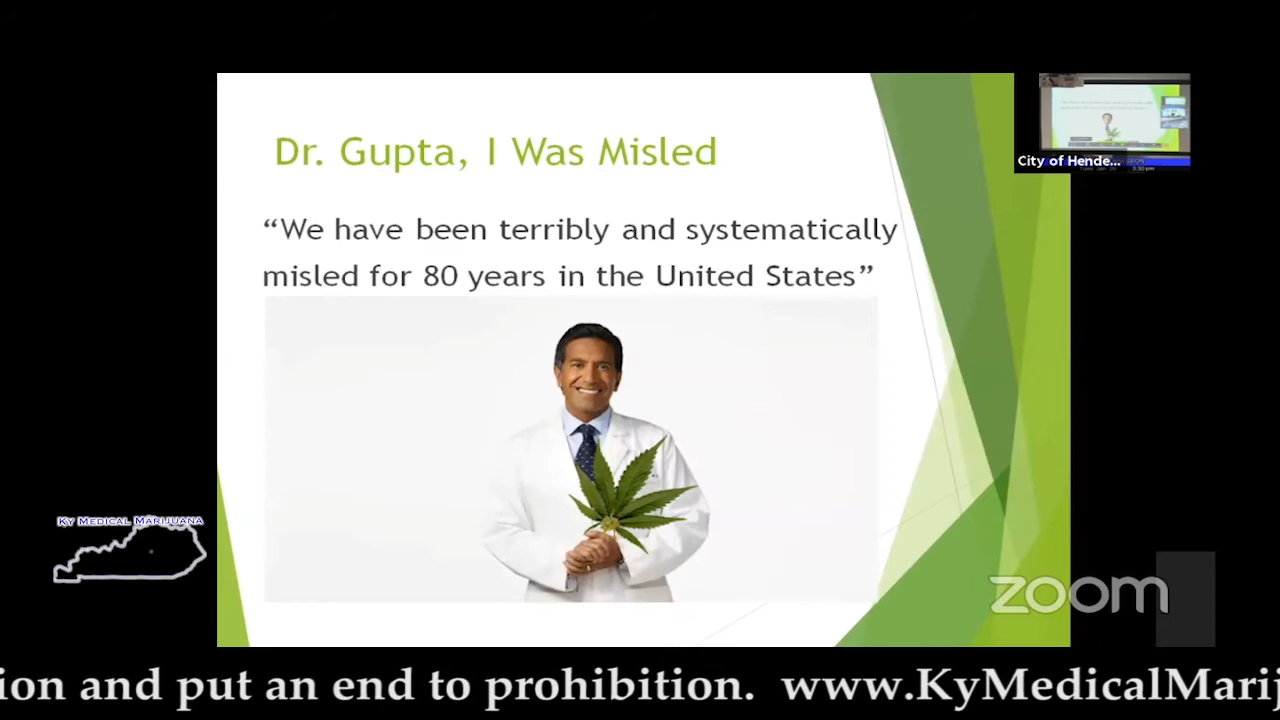 Dr. Gupta, I Was Misled
“We have been terribly and systematically
misled for 80 years in the United States”
City of Hende...
KY MEDICAL MARIJUANA
zoom
ion and put an end to prohibition. www.KyMedicalMarij